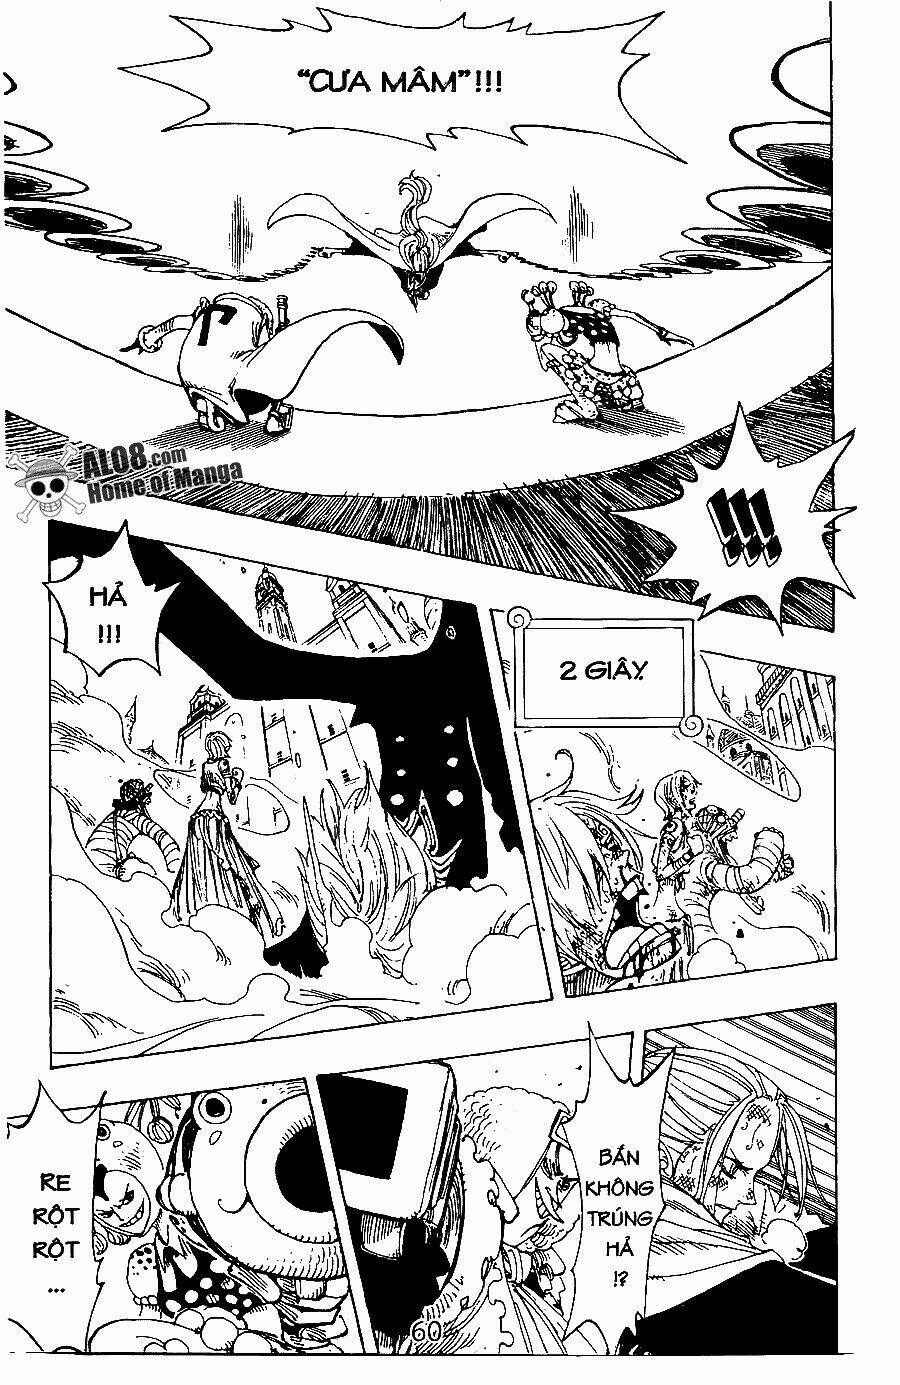 “CƯA MÂM”!!!
AL08.com
Home of Manga
!!!
HẢ
!!!
2 GIÂY.
BẮN
KHÔNG
TRÚNG
HẢ
!?
RE
RỘT
RỘT
...
60